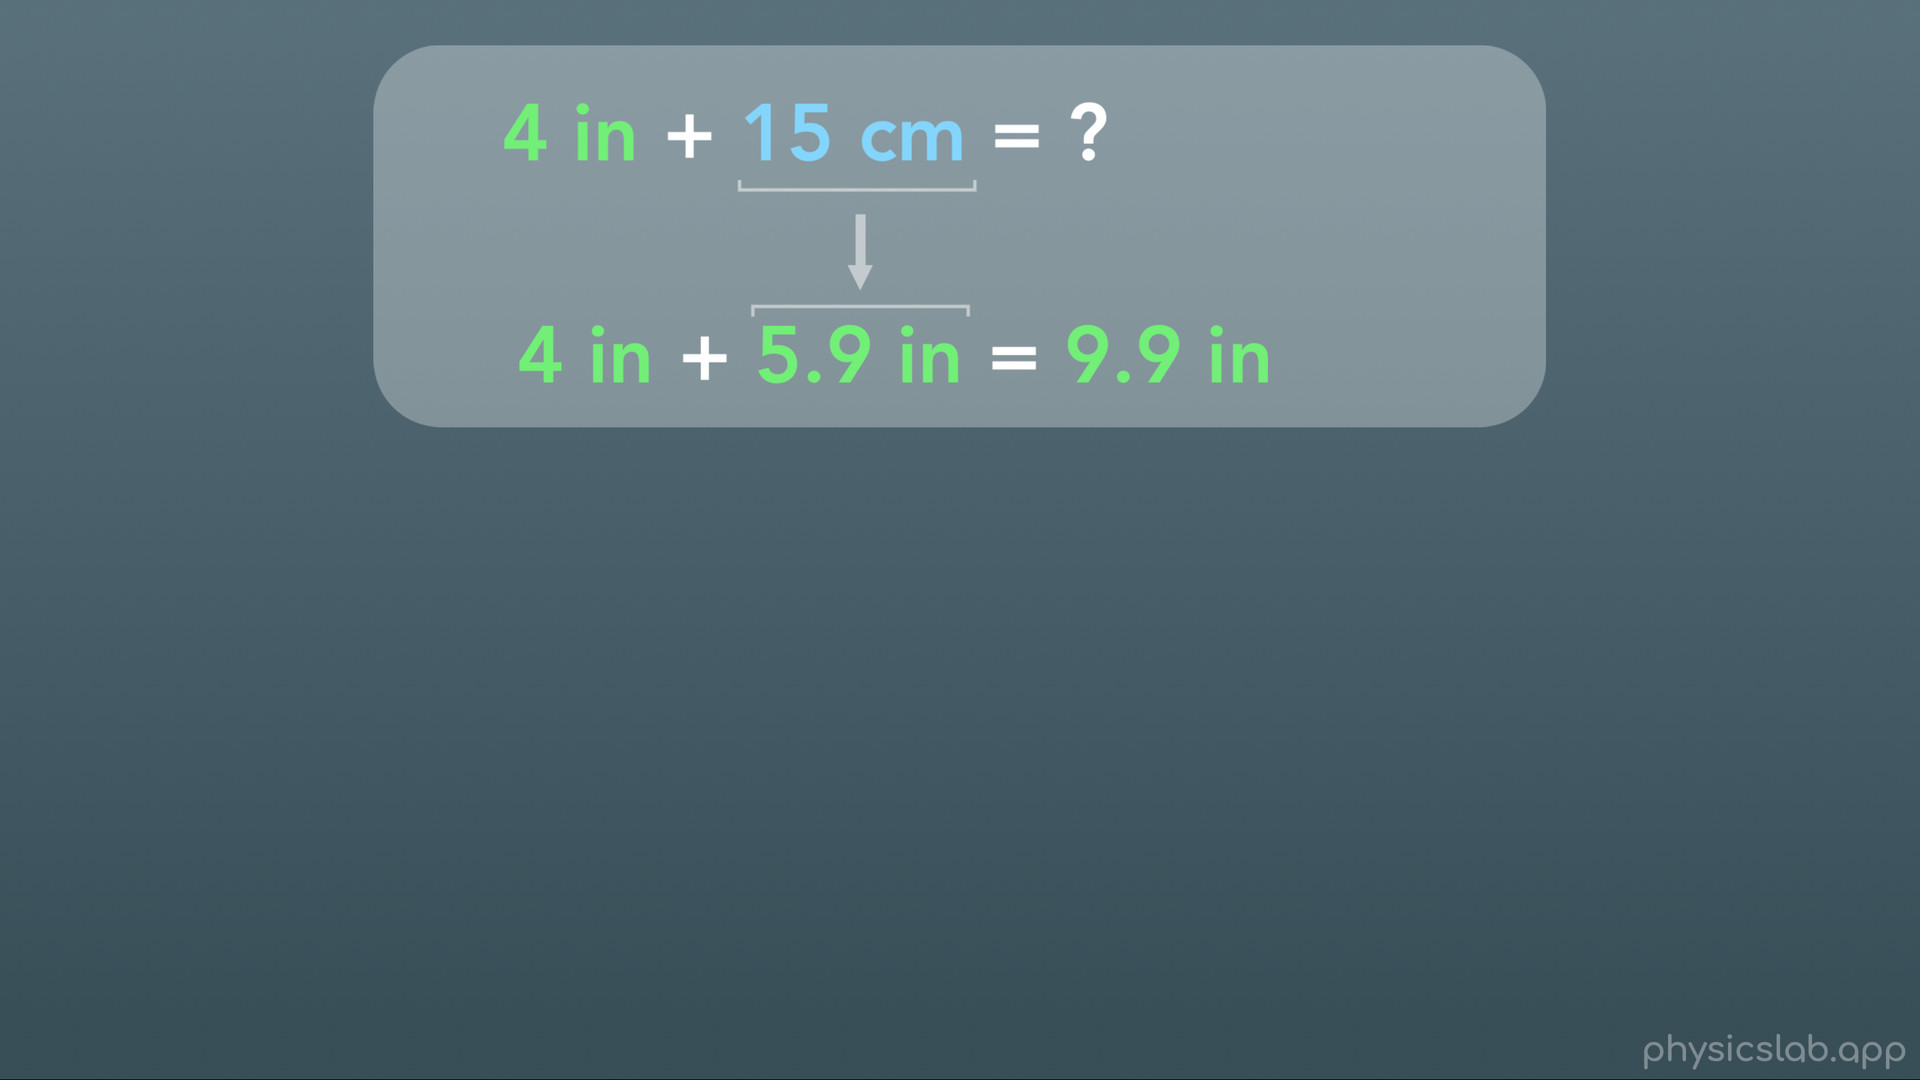 4 in + 15 cm = ?
4 in + 5.9 in = 9.9 in
physicslab.app